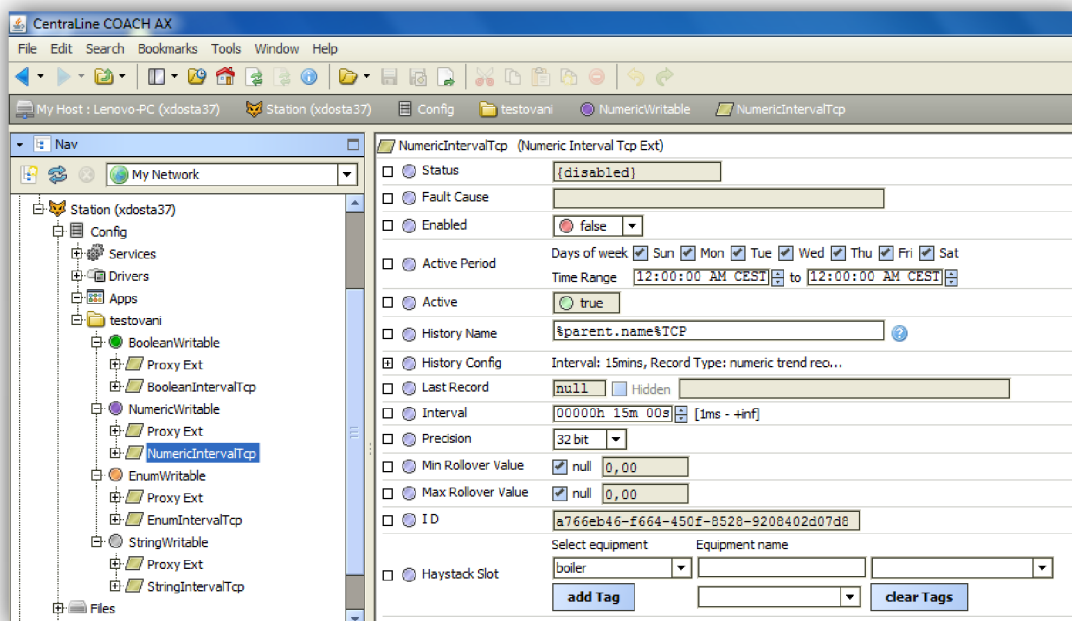 CentraLine COACH AX
File Edit Search Bookmarks Tools Window Help
My Host : Lenovo-PC (xdosta37) Station (xdosta37) Config testovani NumericWritable NumericIntervalTcp
Nav
My Network
Station (xdosta37)
Config
Services
Drivers
Apps
testovani
BooleanWritable
Proxy Ext
BooleanIntervalTcp
NumericWritable
Proxy Ext
NumericIntervalTcp
EnumWritable
Proxy Ext
EnumIntervalTcp
StringWritable
Proxy Ext
StringIntervalTcp
Files
NumericIntervalTcp (Numeric Interval Tcp Ext)
Status {disabled}
Fault Cause
Enabled false
Active Period Days of week Sun Mon Tue Wed Thu Fri Sat
Time Range 12:00:00 AM CEST to 12:00:00 AM CEST
Active true
History Name %parent.name%TCP
History Config Interval: 15mins, Record Type: numeric trend rec...
Last Record null Hidden
Interval 00000h 15m 00s [1ms - +inf]
Precision 32 bit
Min Rollover Value null 0,00
Max Rollover Value null 0,00
ID a766eb46-f664-450f-8528-9208402d07d8
Select equipment Equipment name
Haystack Slot boiler
add Tag clear Tags